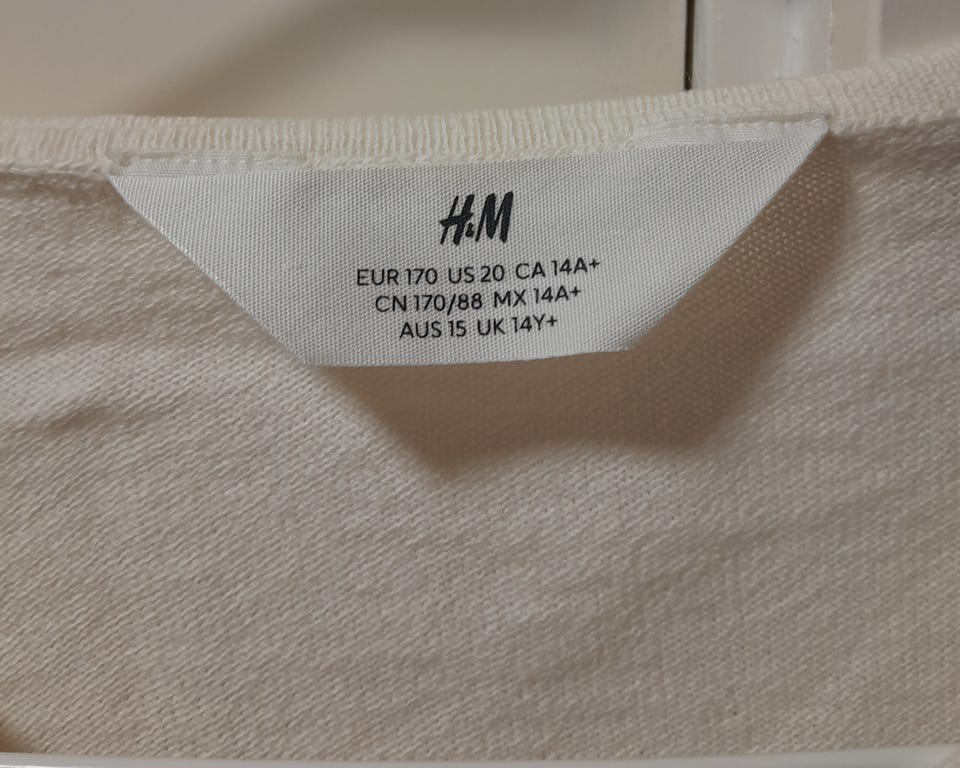 H&M
EUR 170 US 20 CA 14A+
CN 170/88 MX 14A+
AUS 15 UK 14Y+